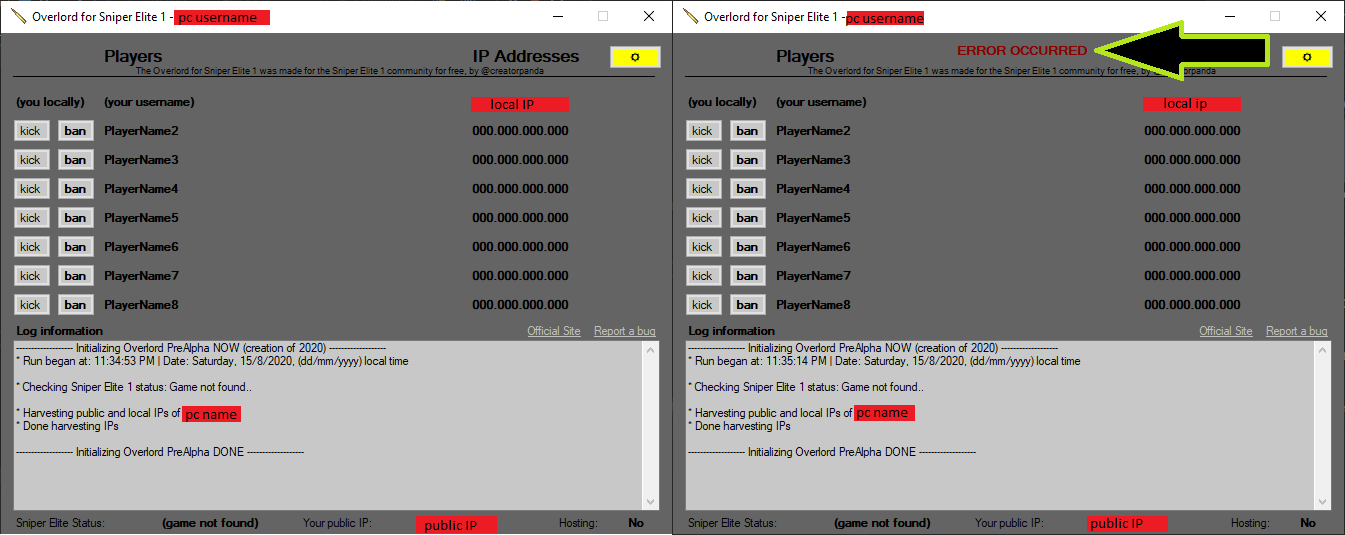 Overlord for Sniper Elite 1 - pc username
Players IP Addresses
The Overlord for Sniper Elite 1 was made for the Sniper Elite 1 community for free, by @creatorpanda
(you locally) (your username) local IP
kick ban PlayerName2 000.000.000.000
kick ban PlayerName3 000.000.000.000
kick ban PlayerName4 000.000.000.000
kick ban PlayerName5 000.000.000.000
kick ban PlayerName6 000.000.000.000
kick ban PlayerName7 000.000.000.000
kick ban PlayerName8 000.000.000.000
Log information Official Site Report a bug
------------------- Initializing Overlord PreAlpha NOW (creation of 2020) -------------------
* Run began at: 11:34:53 PM | Date: Saturday, 15/8/2020, (dd/mm/yyyy) local time
* Checking Sniper Elite 1 status: Game not found..
* Harvesting public and local IPs of pc name
* Done harvesting IPs
------------------- Initializing Overlord PreAlpha DONE -------------------
Sniper Elite Status: (game not found) Your public IP: public IP Hosting: No
Overlord for Sniper Elite 1 - pc username
Players ERROR OCCURRED
The Overlord for Sniper Elite 1 was made for the Sniper Elite 1 community for free, by @creatorpanda
(you locally) (your username) local ip
kick ban PlayerName2 000.000.000.000
kick ban PlayerName3 000.000.000.000
kick ban PlayerName4 000.000.000.000
kick ban PlayerName5 000.000.000.000
kick ban PlayerName6 000.000.000.000
kick ban PlayerName7 000.000.000.000
kick ban PlayerName8 000.000.000.000
Log information Official Site Report a bug
------------------- Initializing Overlord PreAlpha NOW (creation of 2020) -------------------
* Run began at: 11:35:14 PM | Date: Saturday, 15/8/2020, (dd/mm/yyyy) local time
* Checking Sniper Elite 1 status: Game not found..
* Harvesting public and local IPs of pc name
* Done harvesting IPs
------------------- Initializing Overlord PreAlpha DONE -------------------
Sniper Elite Status: (game not found) Your public IP: public IP Hosting: No